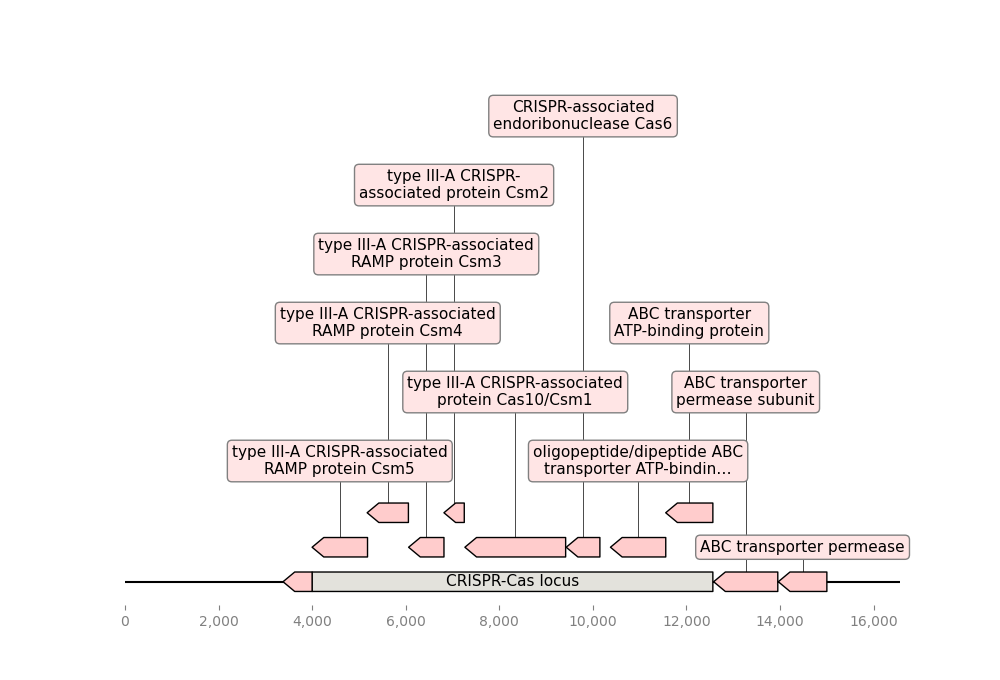 CRISPR-associated
endoribonuclease Cas6
type III-A CRISPR-
associated protein Csm2
type III-A CRISPR-associated
RAMP protein Csm3
type III-A CRISPR-associated
RAMP protein Csm4
ABC transporter
ATP-binding protein
type III-A CRISPR-associated
protein Cas10/Csm1
ABC transporter
permease subunit
type III-A CRISPR-associated
RAMP protein Csm5
oligopeptide/dipeptide ABC
transporter ATP-bindin…
ABC transporter permease
CRISPR-Cas locus
0 2,000 4,000 6,000 8,000 10,000 12,000 14,000 16,000